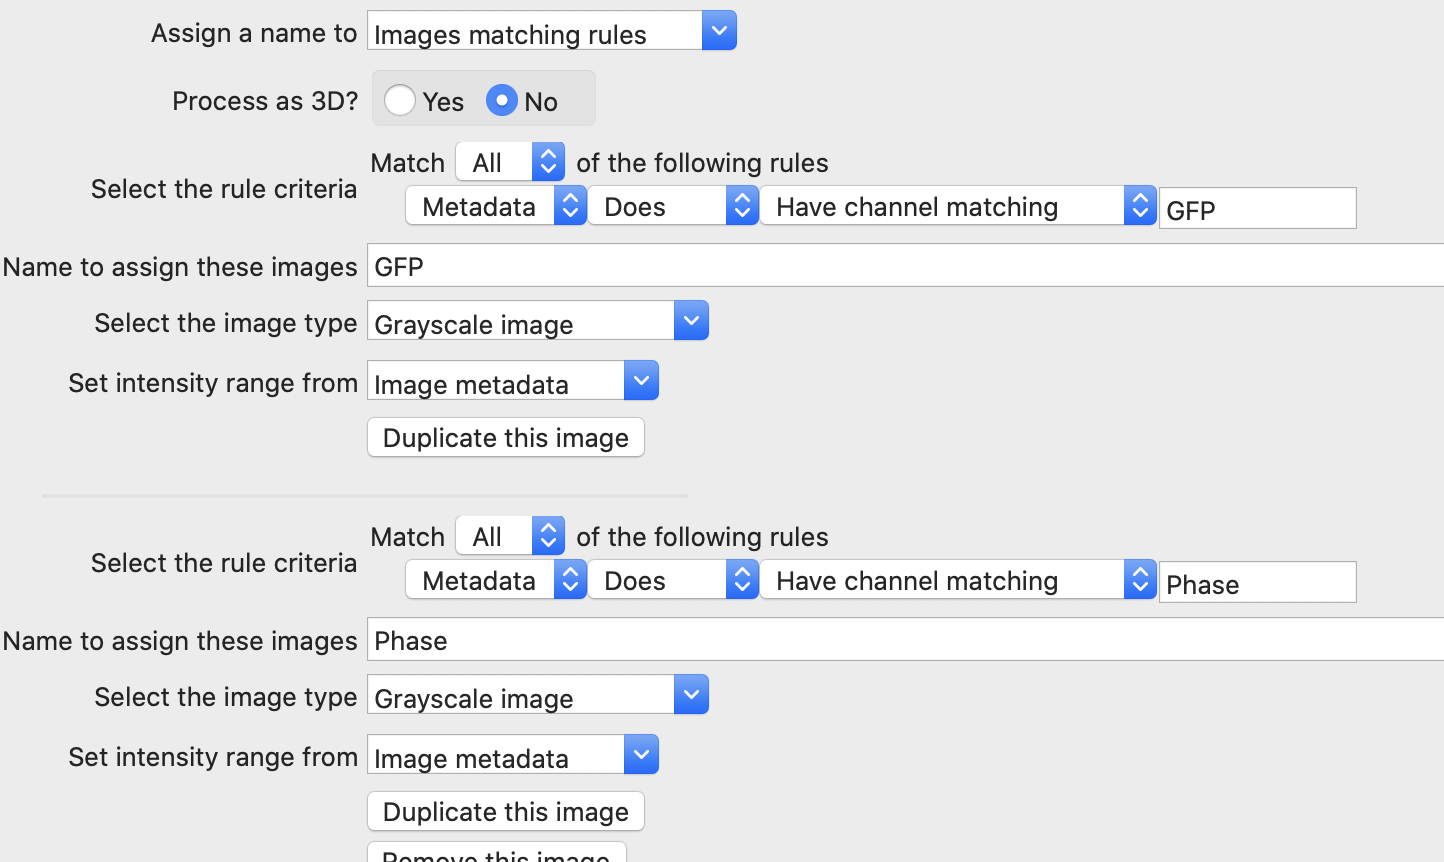 Assign a name to Images matching rules
Process as 3D? Yes No
Match All of the following rules
Select the rule criteria
Metadata Does Have channel matching GFP
Name to assign these images GFP
Select the image type Grayscale image
Set intensity range from Image metadata
Duplicate this image
Match All of the following rules
Select the rule criteria
Metadata Does Have channel matching Phase
Name to assign these images Phase
Select the image type Grayscale image
Set intensity range from Image metadata
Duplicate this image
Remove this image